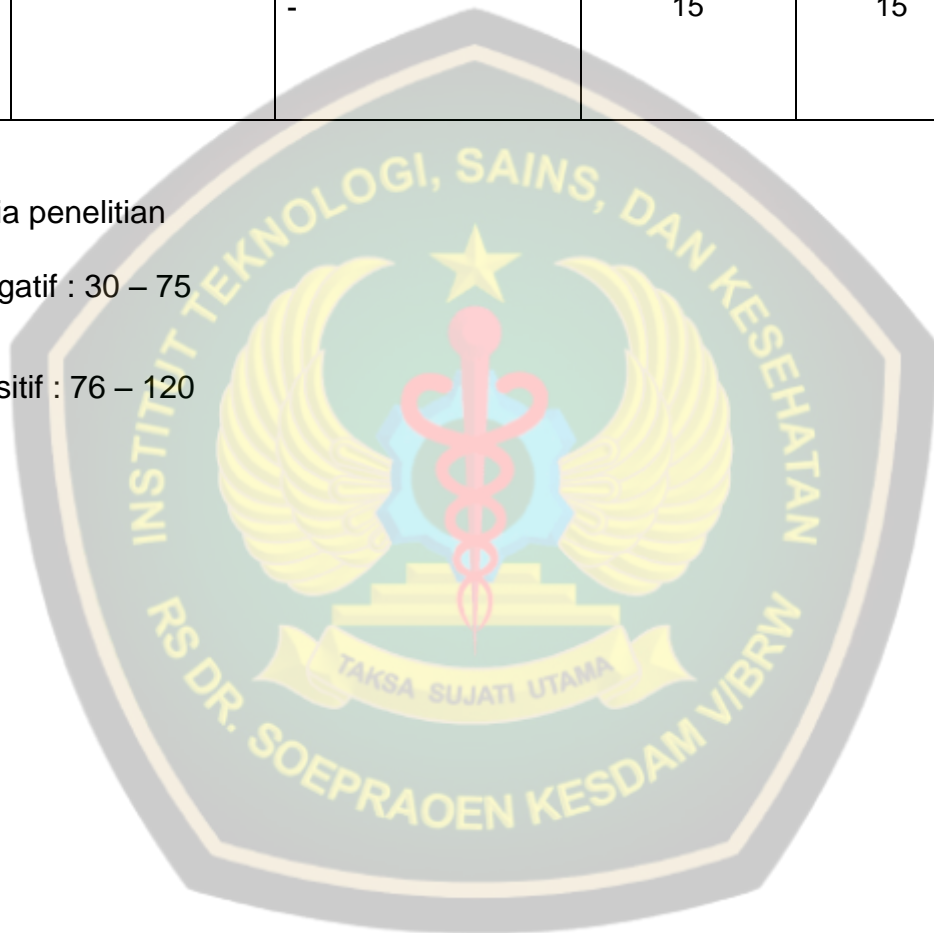 - 15 15
ia penelitian
gatif : 30 – 75
sitif : 76 – 120
INSTITUT TEKNOLOGI, SAINS, DAN KESEHATAN
TAKSA SUJATI UTAMA
RS DR. SOEPRAOEN KESDAM V/BRW